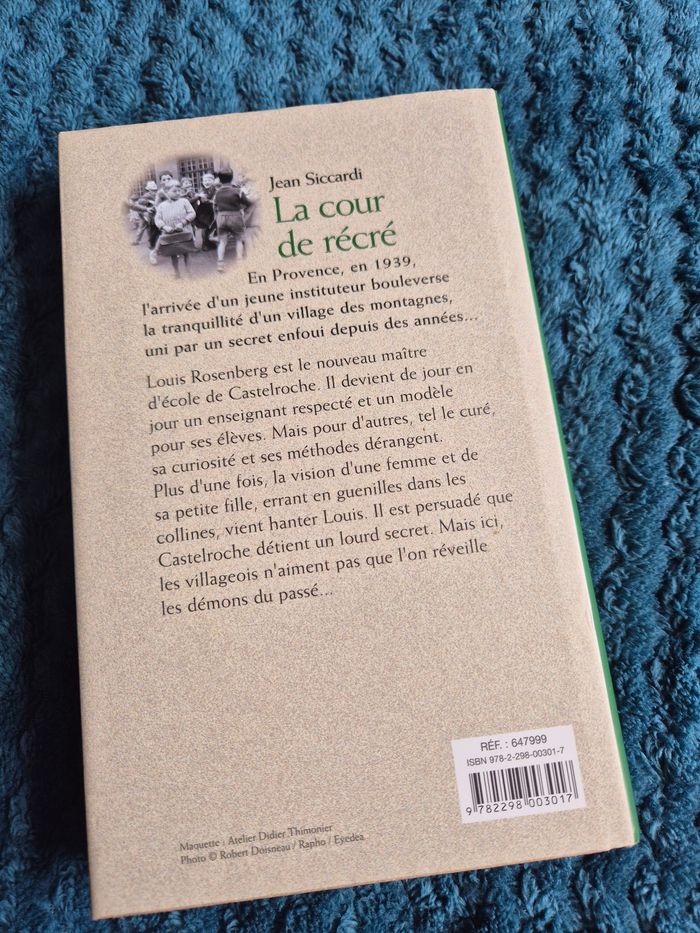 Jean Siccardi
La cour
de récré
En Provence, en 1939,
l'arrivée d'un jeune instituteur bouleverse
la tranquillité d'un village des montagnes,
uni par un secret enfoui depuis des années...
Louis Rosenberg est le nouveau maître
d'école de Castelroche. Il devient de jour en
jour un enseignant respecté et un modèle
pour ses élèves. Mais pour d'autres, tel le curé,
sa curiosité et ses méthodes dérangent.
Plus d'une fois, la vision d'une femme et de
sa petite fille, errant en guenilles dans les
collines, vient hanter Louis. Il est persuadé que
Castelroche détient un lourd secret. Mais ici,
les villageois n'aiment pas que l'on réveille
les démons du passé...
RÉF. : 647999
ISBN 978-2-298-00301-7
9 782298 003017
Maquette : Atelier Didier Thimonier
Photo © Robert Doisneau / Rapho / Eyedea